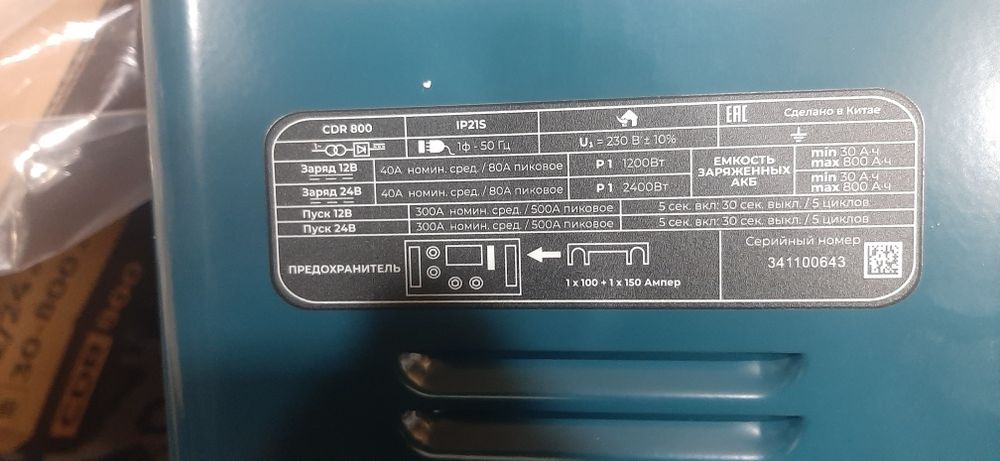 CDR 800
IP21S
EAC
Сделано в Китае
1ф - 50 Гц
U₁ = 230 В ± 10%
Заряд 12В
40А номин. сред. / 80А пиковое
P 1 1200Вт
ЕМКОСТЬ
ЗАРЯЖЕННЫХ
АКБ
min 30 А·ч
max 800 А·ч
Заряд 24В
40А номин. сред. / 80А пиковое
P 1 2400Вт
min 30 А·ч
max 800 А·ч
Пуск 12В
300А номин. сред. / 500А пиковое
5 сек. вкл: 30 сек. выкл. / 5 циклов
Пуск 24В
300А номин. сред. / 500А пиковое
5 сек. вкл: 30 сек. выкл. / 5 циклов
ПРЕДОХРАНИТЕЛЬ
1 x 100 + 1 x 150 Ампер
Серийный номер
341100643
30-800